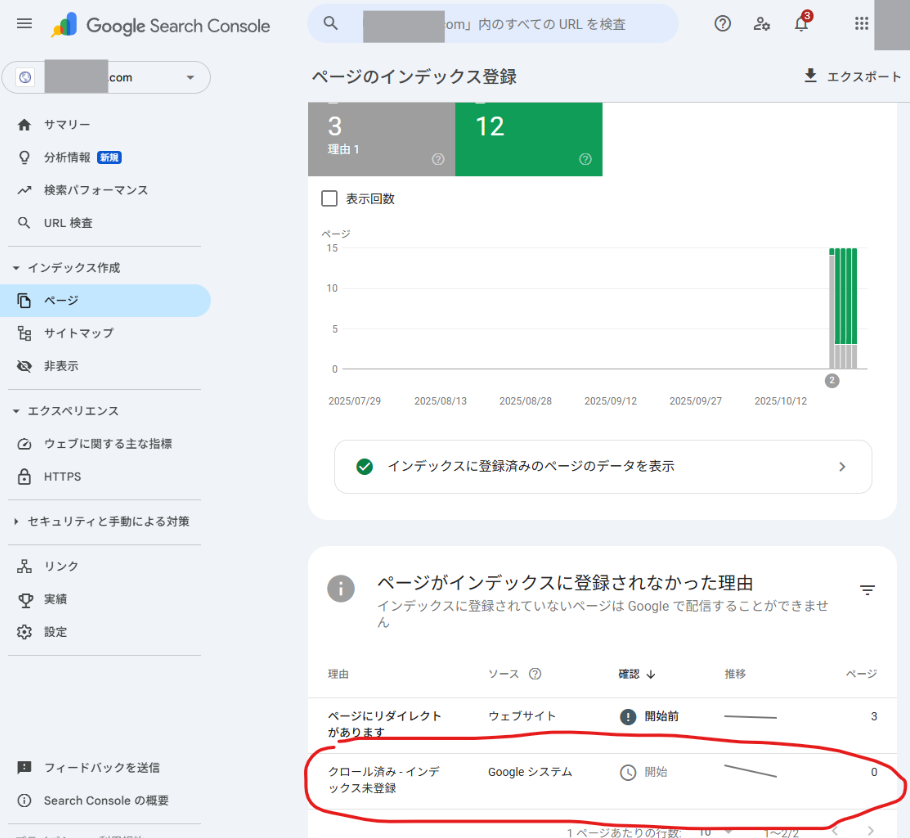 Google Search Console
com」内のすべての URL を検査
3
.com
ページのインデックス登録
エクスポート
サマリー
分析情報 新規
検索パフォーマンス
URL 検査
インデックス作成
ページ
サイトマップ
非表示
エクスペリエンス
ウェブに関する主な指標
HTTPS
セキュリティと手動による対策
リンク
実績
設定
フィードバックを送信
Search Console の概要
3
理由 1
12
表示回数
ページ
15
10
5
0
2
2025/07/29 2025/08/13 2025/08/28 2025/09/12 2025/09/27 2025/10/12
インデックスに登録済みのページのデータを表示
ページがインデックスに登録されなかった理由
インデックスに登録されていないページは Google で配信することができませ
ん
理由 ソース 確認 推移 ページ
ページにリダイレクト
があります
ウェブサイト 開始前 3
クロール済み - インデ
ックス未登録
Google システム 開始 0
1 ページあたりの行数: 10 1～2/2